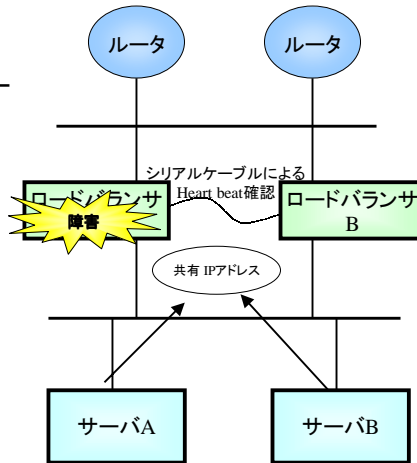 ルータ
ルータ
シリアルケーブルによる
Heart beat確認
ロードバランサ
障害
ロードバランサ
B
共有 IPアドレス
サーバA
サーバB